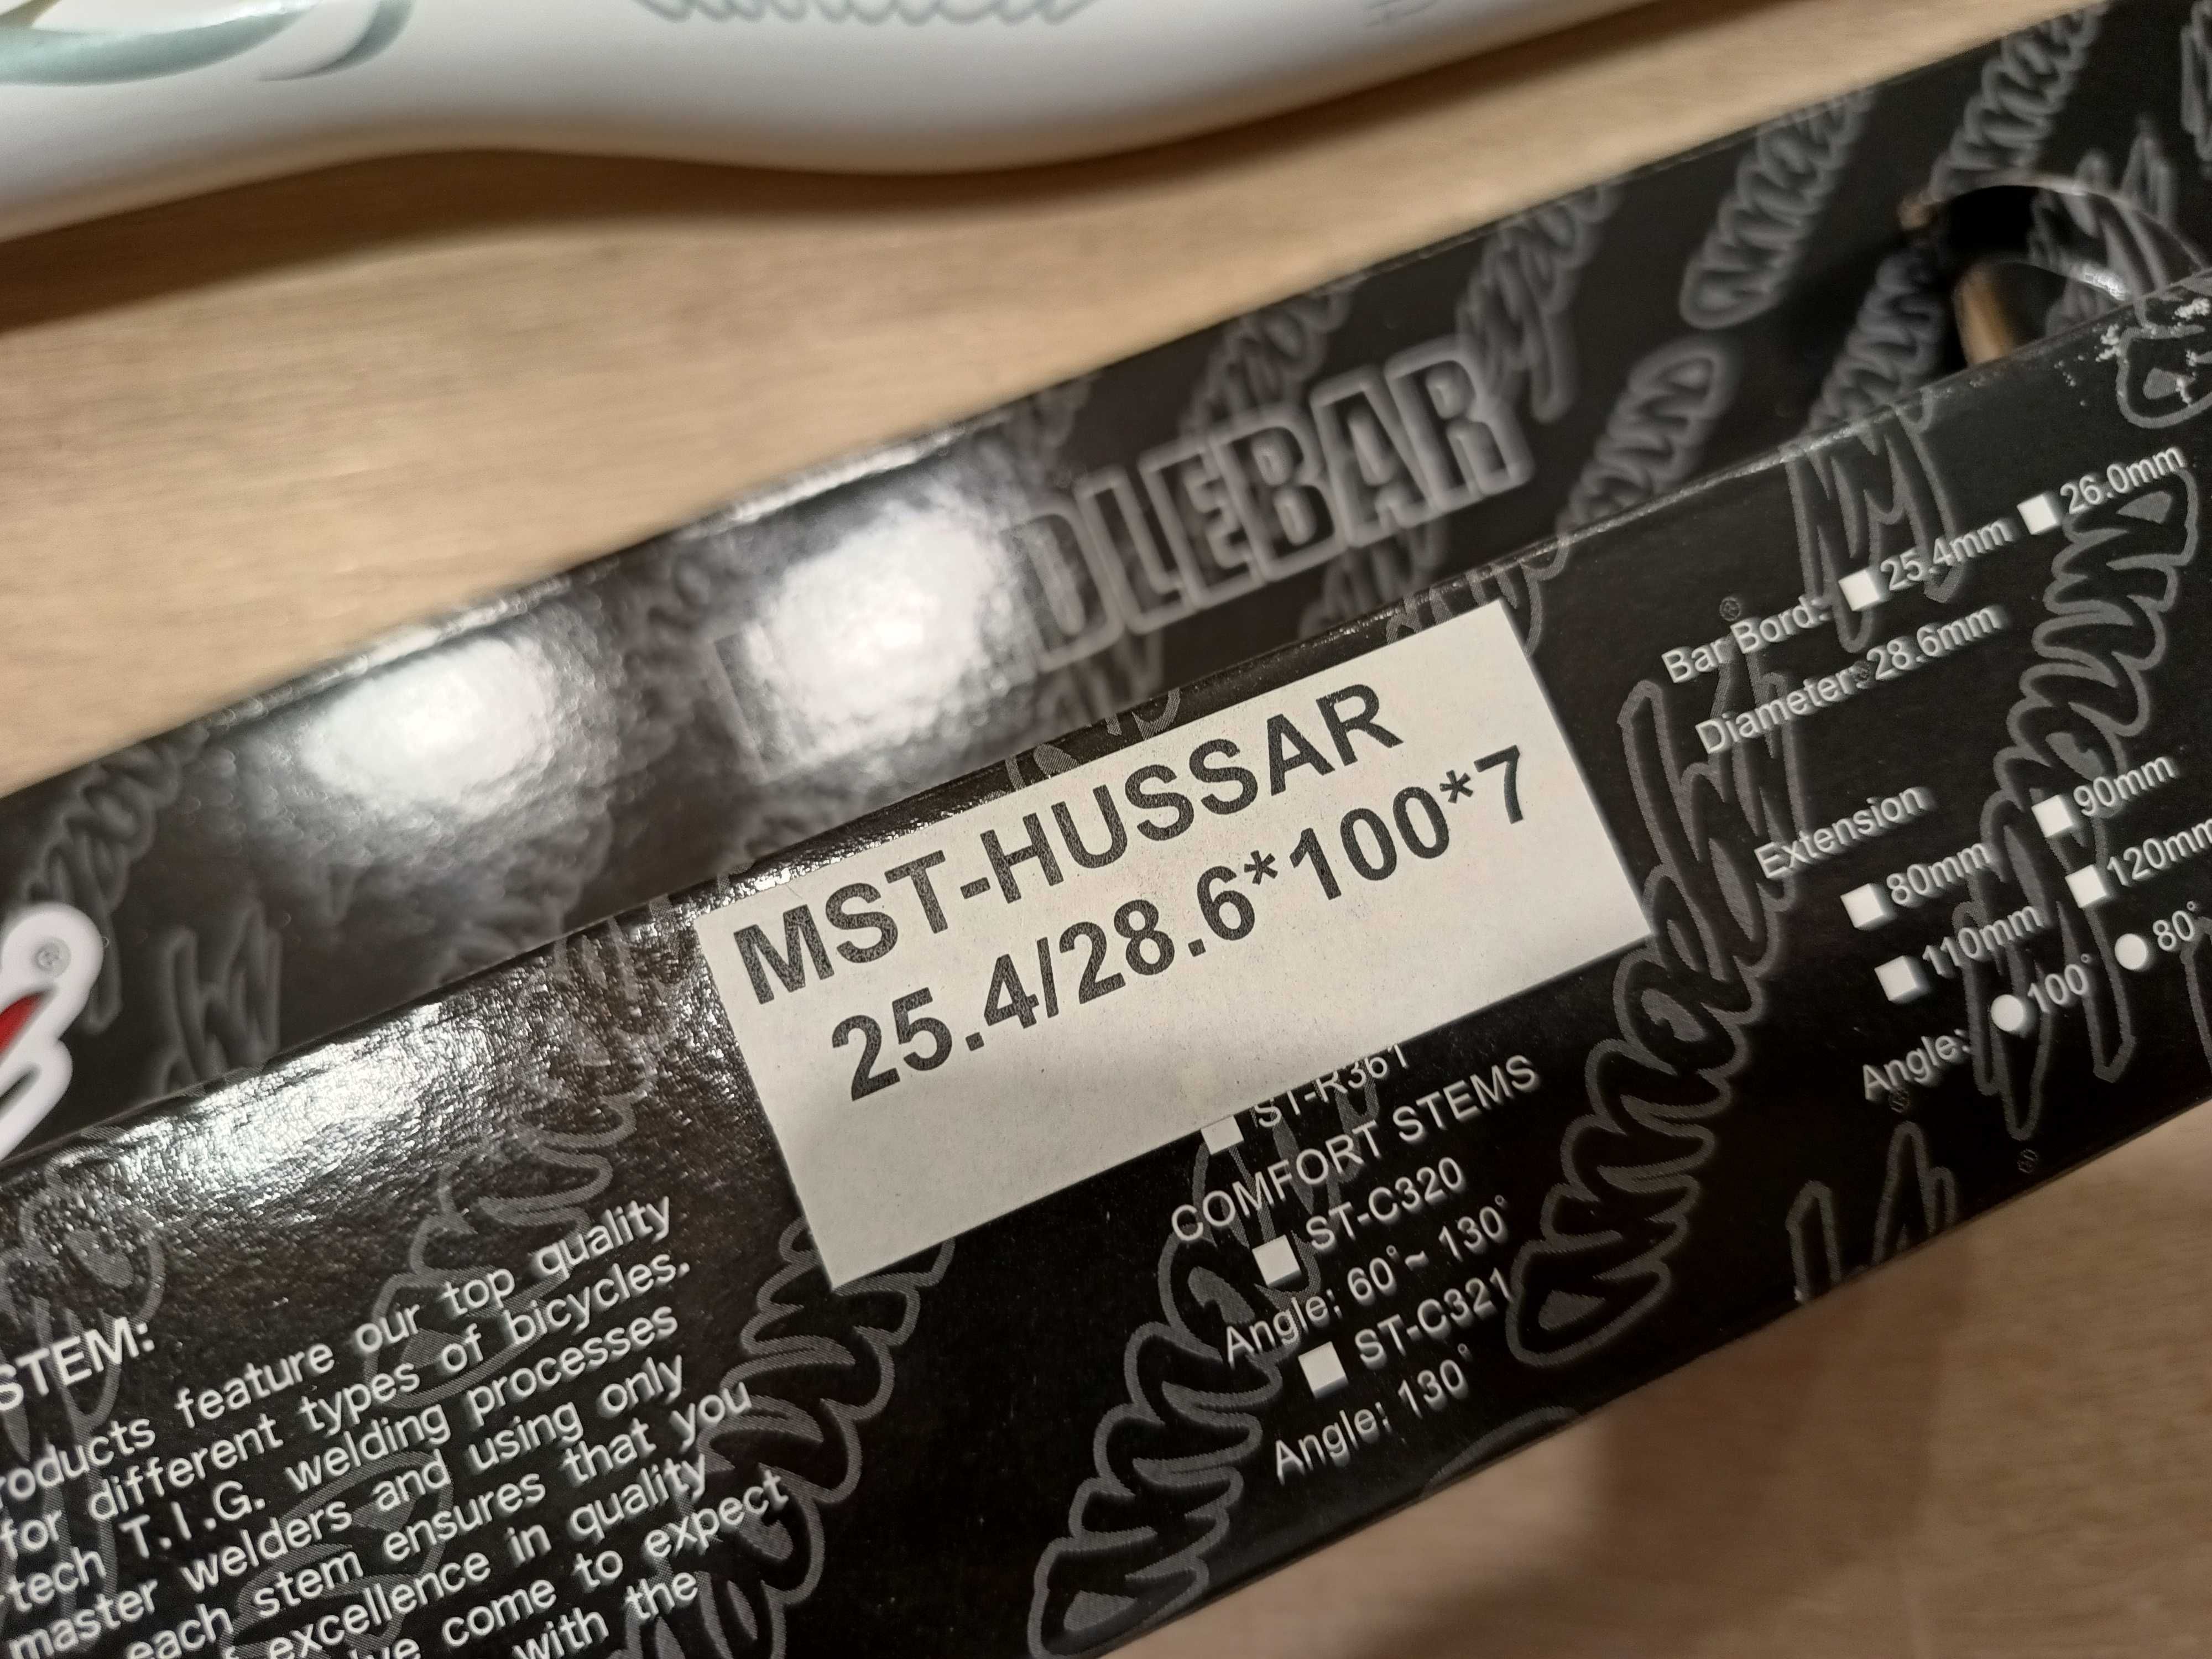 DLEBAR
MST-HUSSAR
25.4/28.6*100*7
Bar Bord: 25.4mm 26.0mm
Diameter: 28.6mm
Extension
80mm 90mm
110mm 120mm
Angle: 100° 80°
ST-R361
COMFORT STEMS
ST-C320
Angle: 60°~ 130°
ST-C321
Angle: 130°
STEM:
roducts feature our top quality
for different types of bicycles.
-tech T.I.G. welding processes
master welders and using only
each stem ensures that you
excellence in quality
ve come to expect
with the